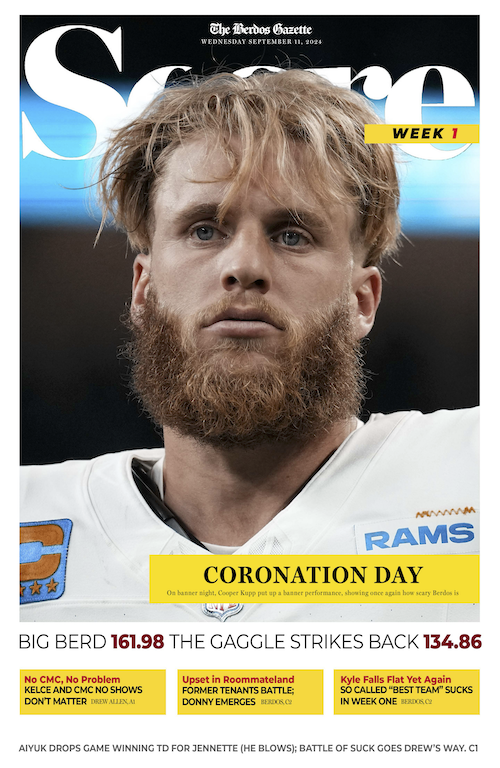 The Berdos Gazette
WEDNESDAY SEPTEMBER 11, 2024
Score
WEEK 1
RAMS
C
CORONATION DAY
On banner night, Cooper Kupp put up a banner performance, showing once again how scary Berdos is
BIG BERD 161.98 THE GAGGLE STRIKES BACK 134.86
No CMC, No Problem
KELCE AND CMC NO SHOWS
DON'T MATTER DREW ALLEN, A1
Upset in Roommateland
FORMER TENANTS BATTLE;
DONNY EMERGES BERDOS, C2
Kyle Falls Flat Yet Again
SO CALLED “BEST TEAM” SUCKS
IN WEEK ONE BERDOS, C2
AIYUK DROPS GAME WINNING TD FOR JENNETTE (HE BLOWS); BATTLE OF SUCK GOES DREW'S WAY. C1